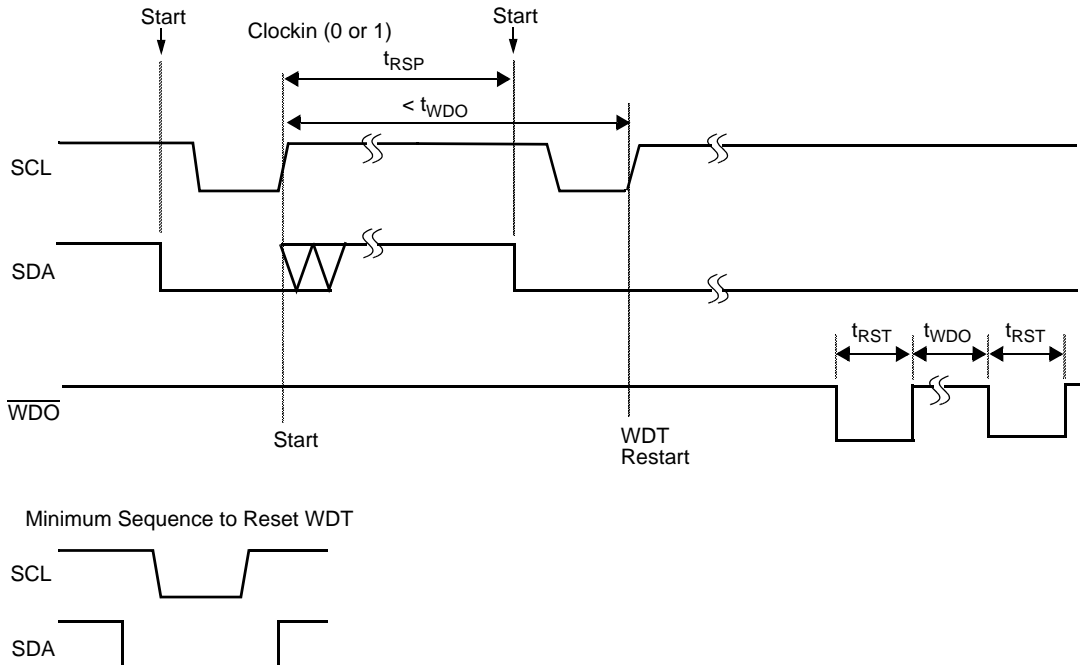 Start
Start
Clockin (0 or 1)
tRSP
< tWDO
SCL
SDA
tRST
tWDO
tRST
WDO
Start
WDT
Restart
Minimum Sequence to Reset WDT
SCL
SDA